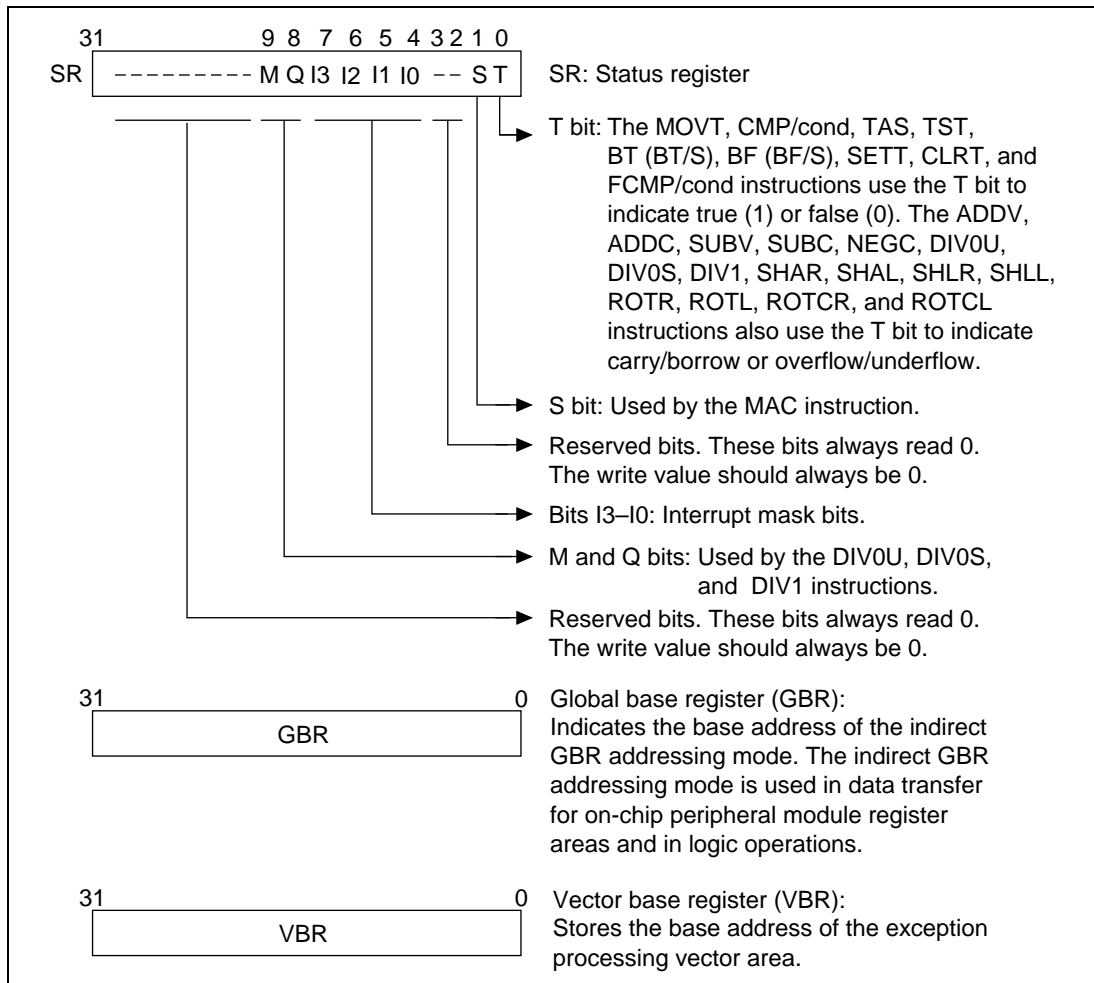 31 9 8 7 6 5 4 3 2 1 0
SR ------------ M Q I3 I2 I1 I0 -- S T SR: Status register
T bit: The MOVT, CMP/cond, TAS, TST,
BT (BT/S), BF (BF/S), SETT, CLRT, and
FCMP/cond instructions use the T bit to
indicate true (1) or false (0). The ADDV,
ADDC, SUBV, SUBC, NEGC, DIV0U,
DIV0S, DIV1, SHAR, SHAL, SHLR, SHLL,
ROTR, ROTL, ROTCR, and ROTCL
instructions also use the T bit to indicate
carry/borrow or overflow/underflow.
S bit: Used by the MAC instruction.
Reserved bits. These bits always read 0.
The write value should always be 0.
Bits I3–I0: Interrupt mask bits.
M and Q bits: Used by the DIV0U, DIV0S,
and DIV1 instructions.
Reserved bits. These bits always read 0.
The write value should always be 0.
31 0 Global base register (GBR):
GBR Indicates the base address of the indirect
GBR addressing mode. The indirect GBR
addressing mode is used in data transfer
for on-chip peripheral module register
areas and in logic operations.
31 0 Vector base register (VBR):
VBR Stores the base address of the exception
processing vector area.